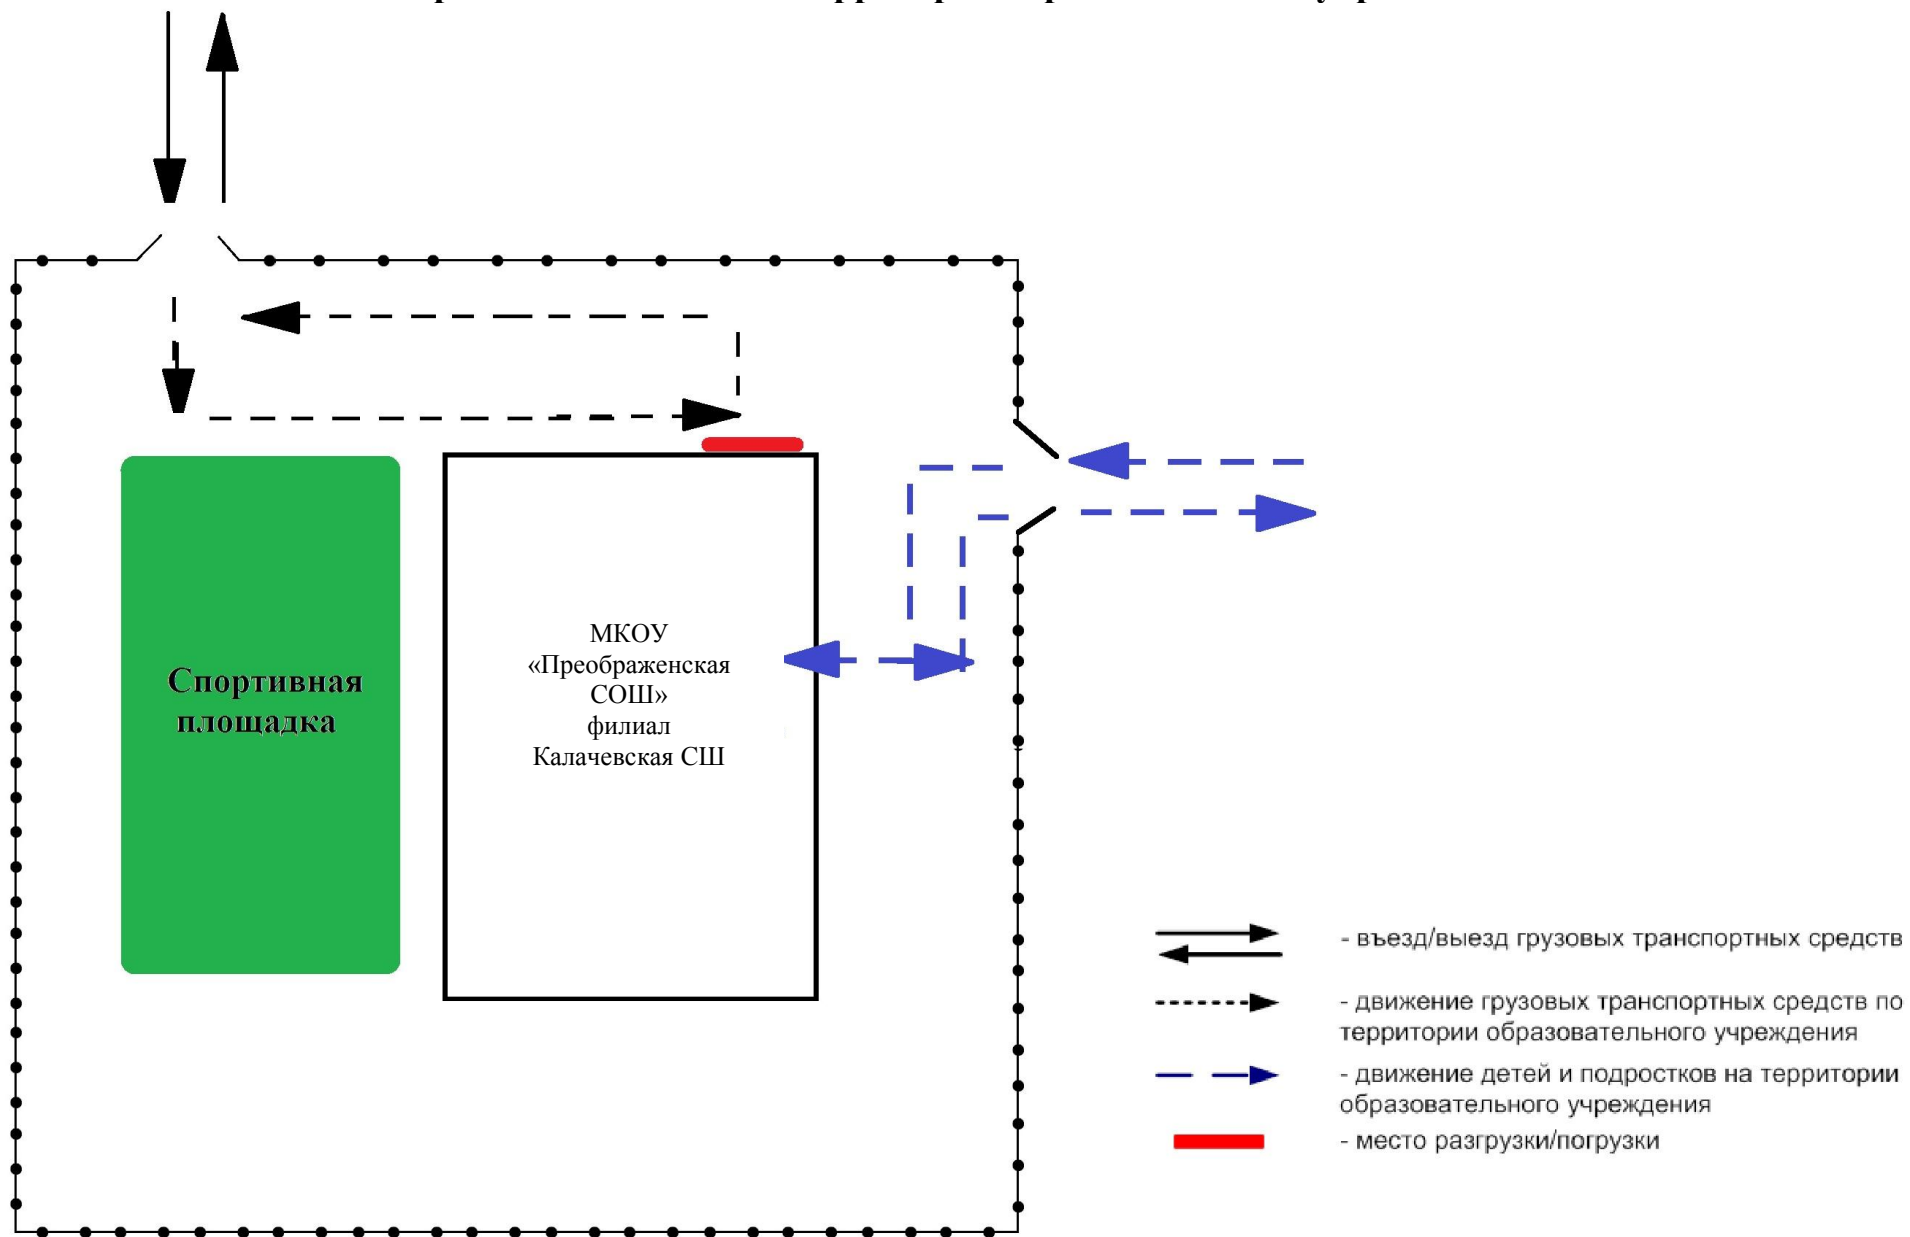 Спортивная
площадка
МКОУ
«Преображенская
СОШ»
филиал
Калачевская СШ
- въезд/выезд грузовых транспортных средств
- движение грузовых транспортных средств по
территории образовательного учреждения
- движение детей и подростков на территории
образовательного учреждения
- место разгрузки/погрузки